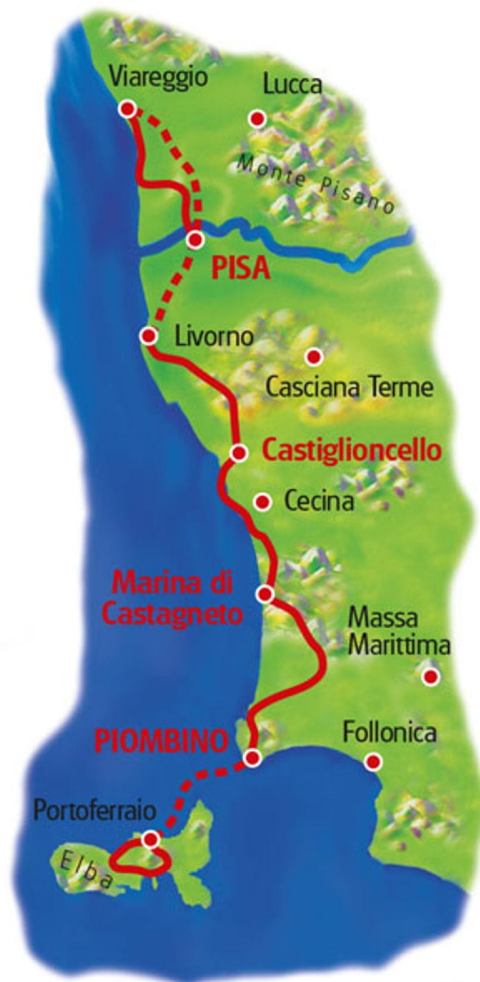 Viareggio
Lucca
Monte Pisano
PISA
Livorno
Casciana Terme
Castiglioncello
Cecina
Marina di
Castagneto
Massa
Marittima
PIOMBINO
Follonica
Portoferraio
Elba